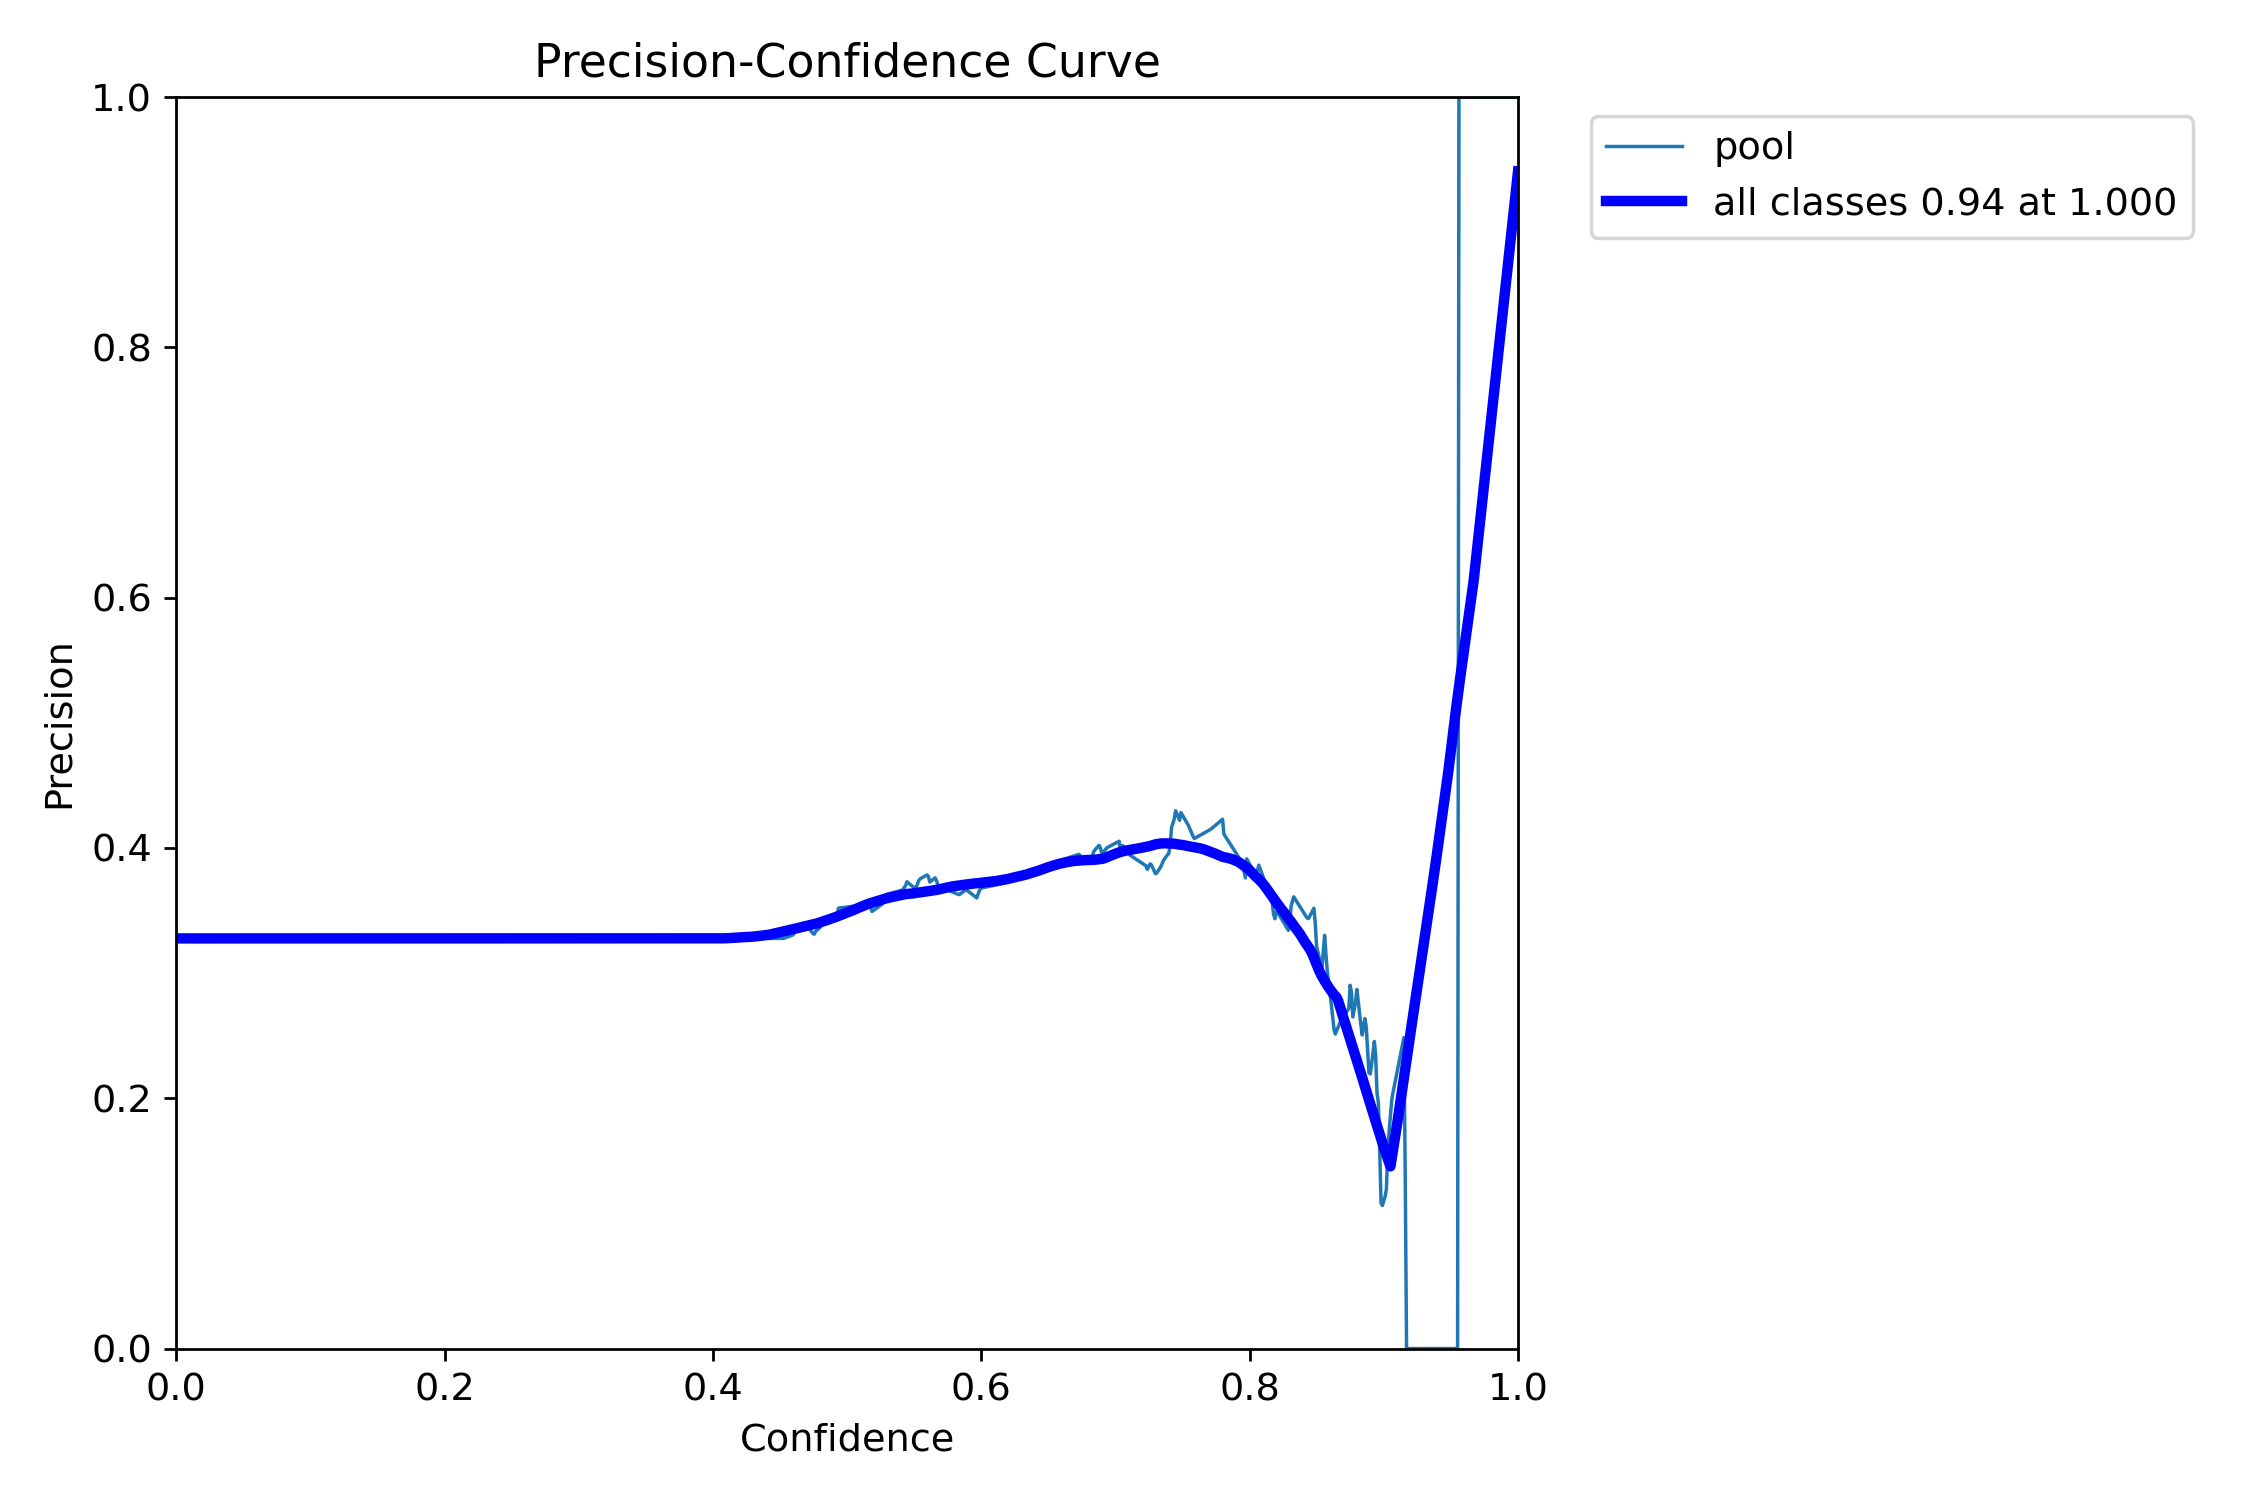 Precision-Confidence Curve
1.0
0.8
0.6
0.4
0.2
0.0
Precision
0.0 0.2 0.4 0.6 0.8 1.0
Confidence
pool
all classes 0.94 at 1.000